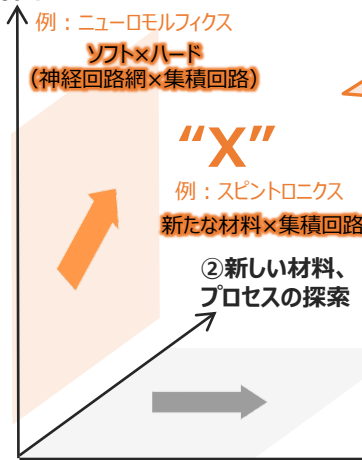 例：ニューロモルフィクス
ソフト×ハード
（神経回路網×集積回路）
“X”
例：スピントロニクス
新たな材料×集積回路
②新しい材料、
プロセスの探索